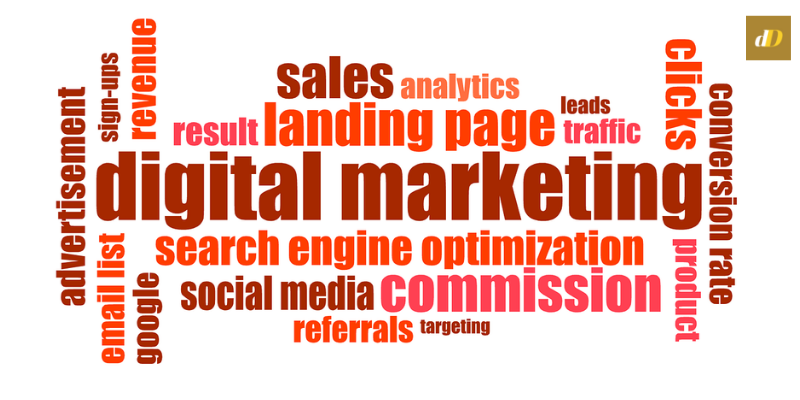 advertisement
sign-ups
revenue
email list
google
sales
analytics
result
landing page
leads
traffic
digital marketing
search engine optimization
social media
commission
referrals
targeting
clicks
conversion rate
product
dD